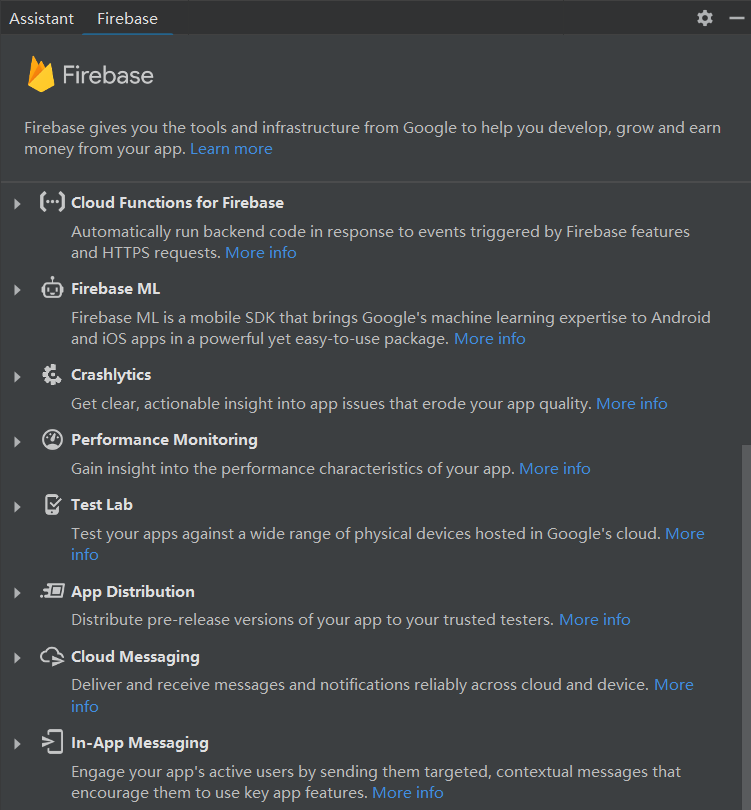 Assistant Firebase
Firebase
Firebase gives you the tools and infrastructure from Google to help you develop, grow and earn
money from your app. Learn more
Cloud Functions for Firebase
Automatically run backend code in response to events triggered by Firebase features
and HTTPS requests. More info
Firebase ML
Firebase ML is a mobile SDK that brings Google's machine learning expertise to Android
and iOS apps in a powerful yet easy-to-use package. More info
Crashlytics
Get clear, actionable insight into app issues that erode your app quality. More info
Performance Monitoring
Gain insight into the performance characteristics of your app. More info
Test Lab
Test your apps against a wide range of physical devices hosted in Google's cloud. More
info
App Distribution
Distribute pre-release versions of your app to your trusted testers. More info
Cloud Messaging
Deliver and receive messages and notifications reliably across cloud and device. More
info
In-App Messaging
Engage your app's active users by sending them targeted, contextual messages that
encourage them to use key app features. More info